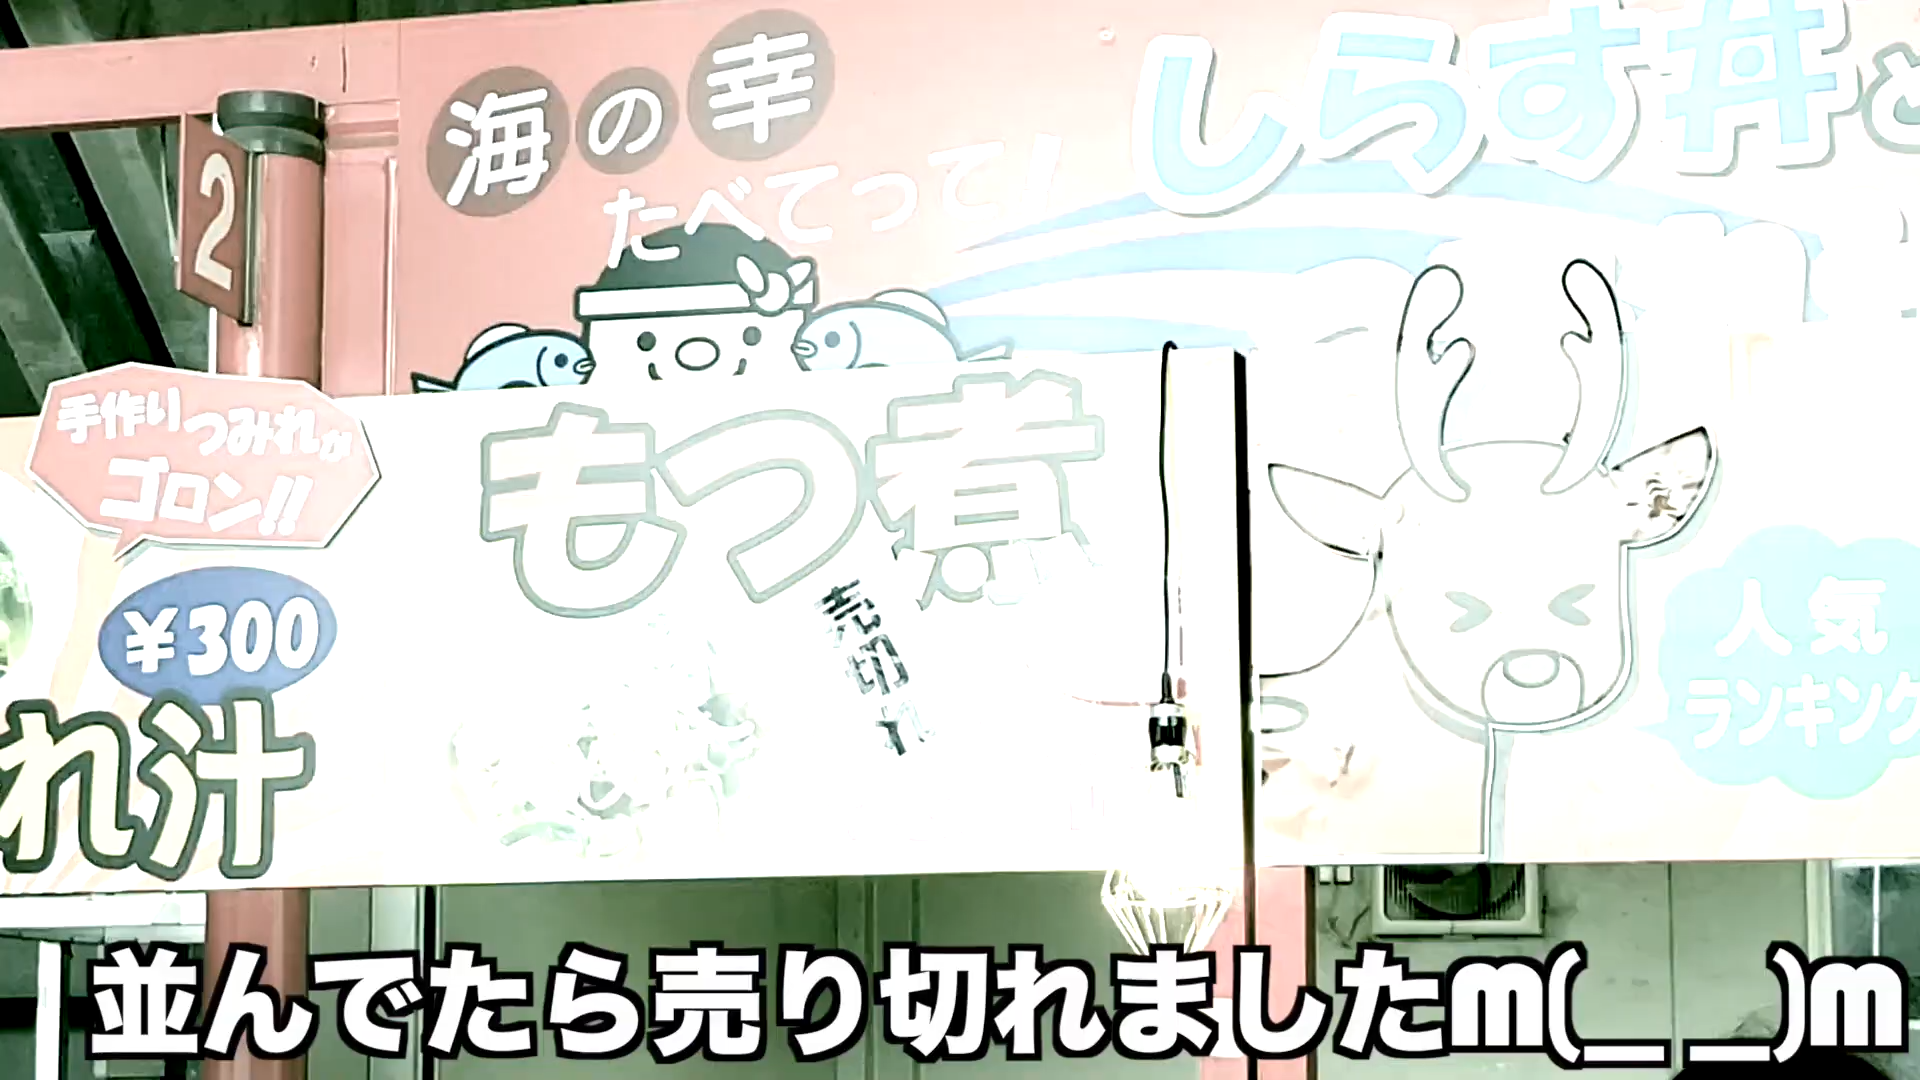 海の幸
たべてって!
しらす丼と
2
手作りつみれが
ゴロン!!
¥300
れ汁
もつ煮
売切れ
人気
ランキング
並んでたら売り切れましたm(_ _)m